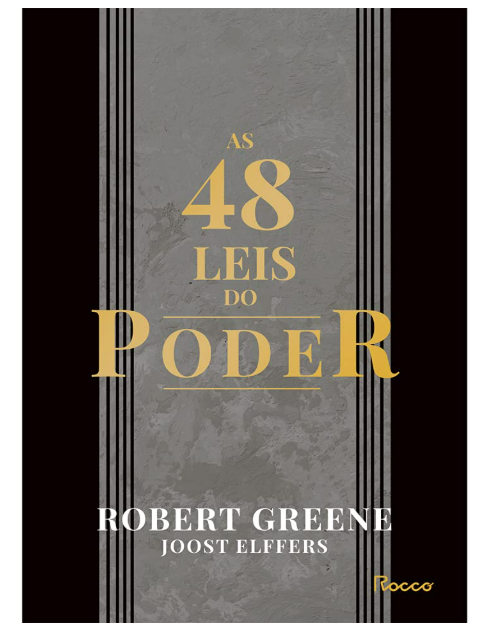 AS
48
LEIS
DO
PODER
ROBERT GREENE
JOOST ELFFERS
Rocco